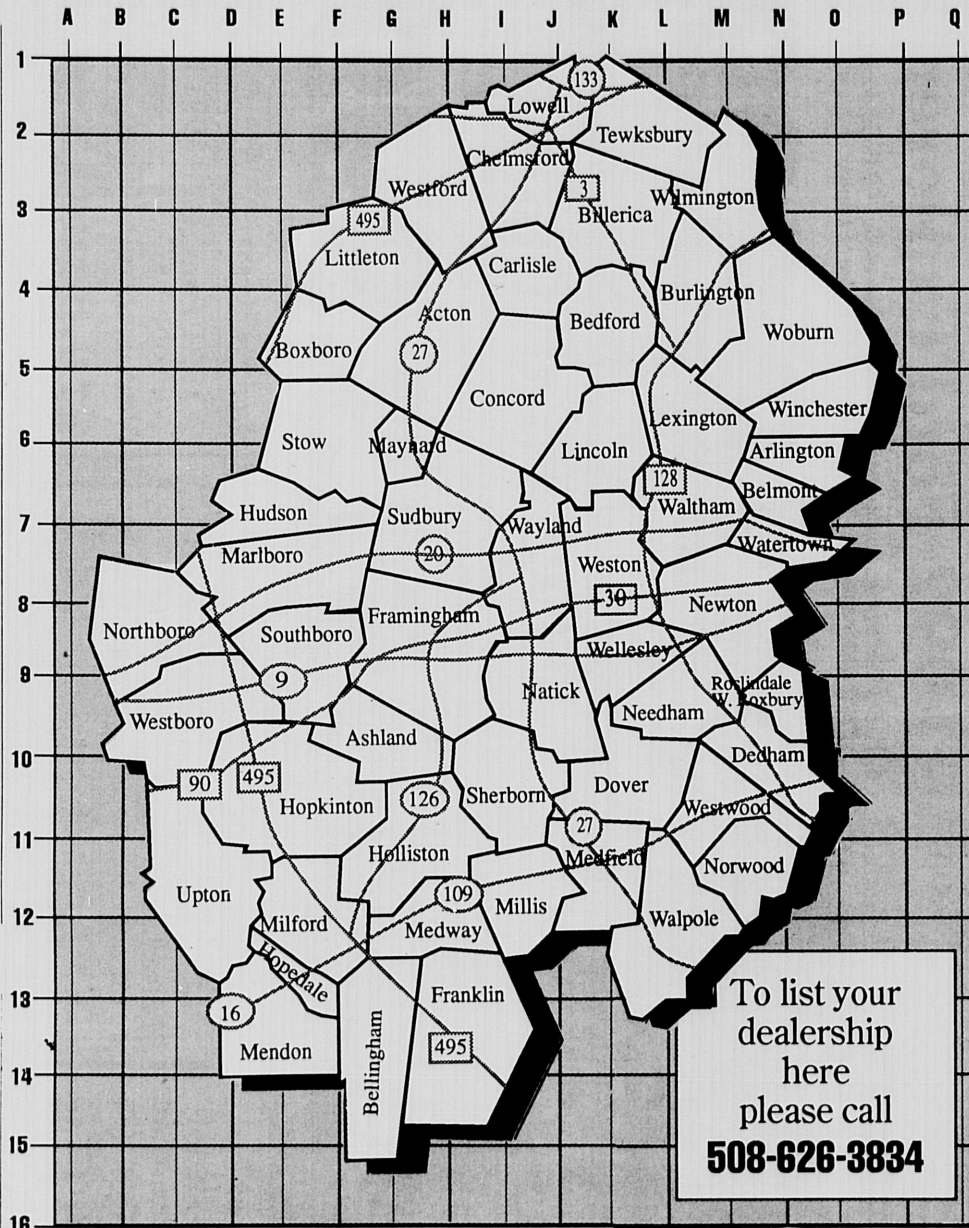 A B C D E F G H I J K L M N O P Q
1
133
Lowell
2
Tewksbury
Chelmsford
Westford
3
Wilmington
3
Billerica
495
Littleton
Carlisle
4
Burlington
Acton
Bedford
Woburn
Boxboro
27
5
Concord
Winchester
Lexington
6
Stow
Maynard
Lincoln
Arlington
128
Belmont
Waltham
Hudson
Sudbury
7
Wayland
Marlboro
20
Watertown
Weston
30
8
Newton
Framingham
Northboro
Southboro
Wellesley
9
9
Roslindale
W. Roxbury
Natick
Westboro
Needham
Ashland
10
Dedham
90
495
Dover
Hopkinton
126
Sherborn
Westwood
27
11
Holliston
Medfield
Norwood
Upton
109
Millis
12
Milford
Medway
Walpole
Hopedale
13
16
Franklin
Mendon
495
14
Bellingham
15
16
To list your
dealership
here
please call
508-626-3834